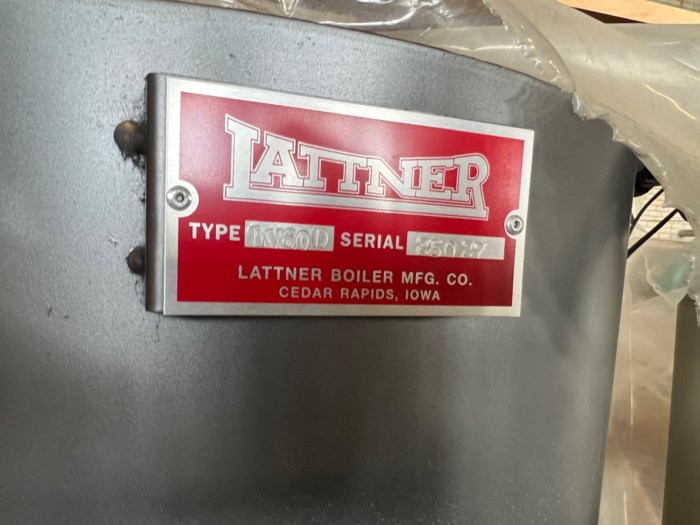 LATTNER
TYPE SERIAL
LATTNER BOILER MFG. CO.
CEDAR RAPIDS, IOWA